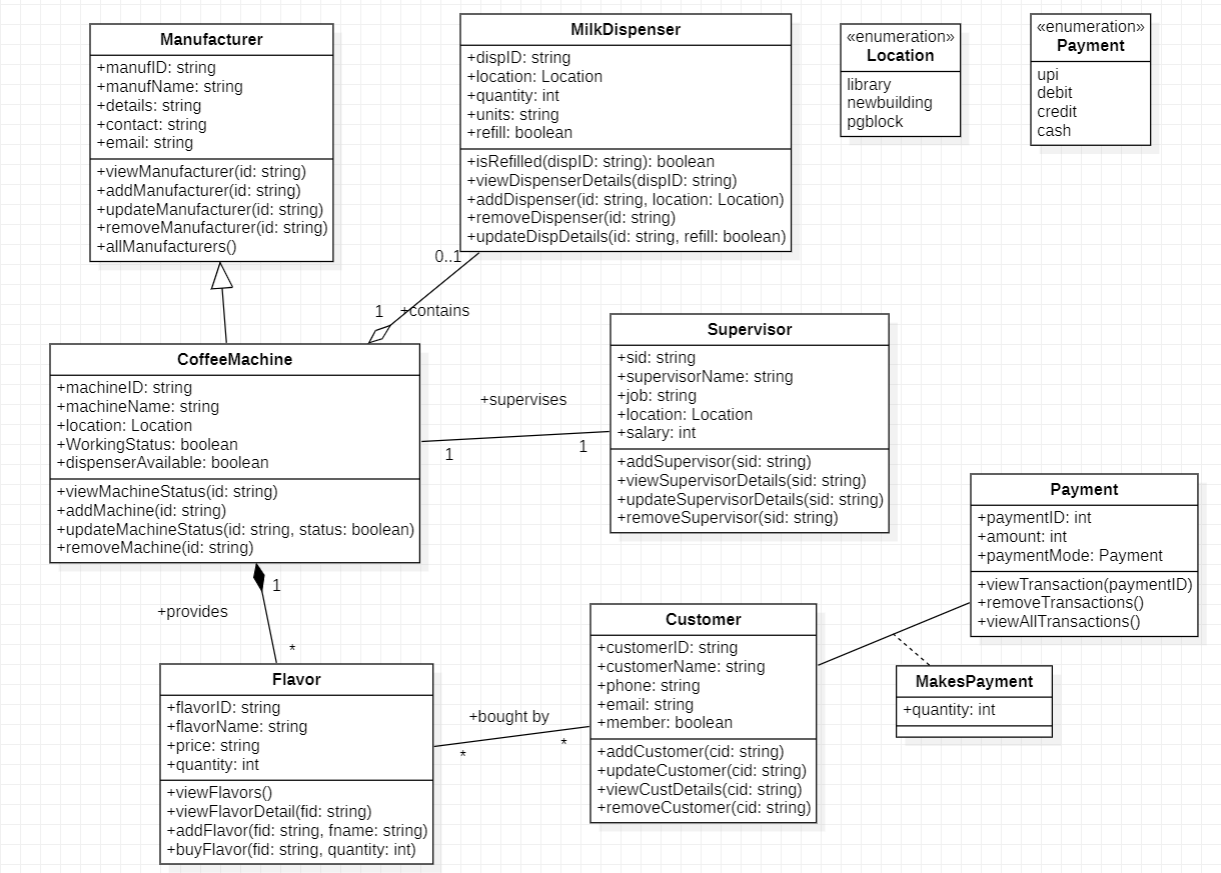 Manufacturer
+manufID: string
+manufName: string
+details: string
+contact: string
+email: string
+viewManufacturer(id: string)
+addManufacturer(id: string)
+updateManufacturer(id: string)
+removeManufacturer(id: string)
+allManufacturers()
MilkDispenser
+dispID: string
+location: Location
+quantity: int
+units: string
+refill: boolean
+isRefilled(dispID: string): boolean
+viewDispenserDetails(dispID: string)
+addDispenser(id: string, location: Location)
+removeDispenser(id: string)
+updateDispDetails(id: string, refill: boolean)
«enumeration»
Location
library
newbuilding
pgblock
«enumeration»
Payment
upi
debit
credit
cash
0..1
1
+contains
CoffeeMachine
+machineID: string
+machineName: string
+location: Location
+WorkingStatus: boolean
+dispenserAvailable: boolean
+viewMachineStatus(id: string)
+addMachine(id: string)
+updateMachineStatus(id: string, status: boolean)
+removeMachine(id: string)
+supervises
1
1
Supervisor
+sid: string
+supervisorName: string
+job: string
+location: Location
+salary: int
+addSupervisor(sid: string)
+viewSupervisorDetails(sid: string)
+updateSupervisorDetails(sid: string)
+removeSupervisor(sid: string)
Payment
+paymentID: int
+amount: int
+paymentMode: Payment
+viewTransaction(paymentID)
+removeTransactions()
+viewAllTransactions()
1
+provides
*
Flavor
+flavorID: string
+flavorName: string
+price: string
+quantity: int
+viewFlavors()
+viewFlavorDetail(fid: string)
+addFlavor(fid: string, fname: string)
+buyFlavor(fid: string, quantity: int)
+bought by
*
*
Customer
+customerID: string
+customerName: string
+phone: string
+email: string
+member: boolean
+addCustomer(cid: string)
+updateCustomer(cid: string)
+viewCustDetails(cid: string)
+removeCustomer(cid: string)
MakesPayment
+quantity: int